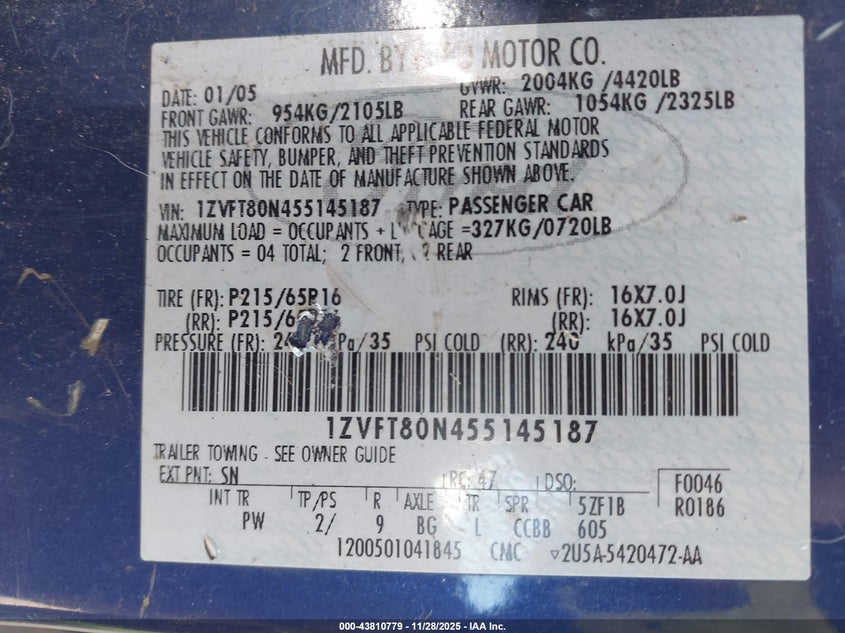 MFD. BY MOTOR CO.
DATE: 01/05 GVWR: 2004KG /4420LB
FRONT GAWR: 954KG/2105LB REAR GAWR: 1054KG /2325LB
THIS VEHICLE CONFORMS TO ALL APPLICABLE FEDERAL MOTOR
VEHICLE SAFETY, BUMPER, AND THEFT PREVENTION STANDARDS
IN EFFECT ON THE DATE OF MANUFACTURE SHOWN ABOVE.
VIN: 1ZVFT80N455145187 TYPE: PASSENGER CAR
MAXIMUM LOAD = OCCUPANTS + =327KG/0720LB
OCCUPANTS = 04 TOTAL; 2 FRONT, 2 REAR
TIRE (FR): P215/65R16 RIMS (FR): 16X7.0J
(RR): P215/6 (RR): 16X7.0J
PRESSURE (FR): kPa/35 PSI COLD (RR): 240 kPa/35 PSI COLD
1ZVFT80N455145187
TRAILER TOWING - SEE OWNER GUIDE
EXT PNT: SN RC: 47 DSO: F0046
INT TR TP/PS R AXLE TR SPR 5ZF1B R0186
PW 2/ 9 BG L CCBB 605
1200501041845 CMC ▽2U5A-5420472-AA
000-43810779 — 11/28/2025 — IAA Inc.